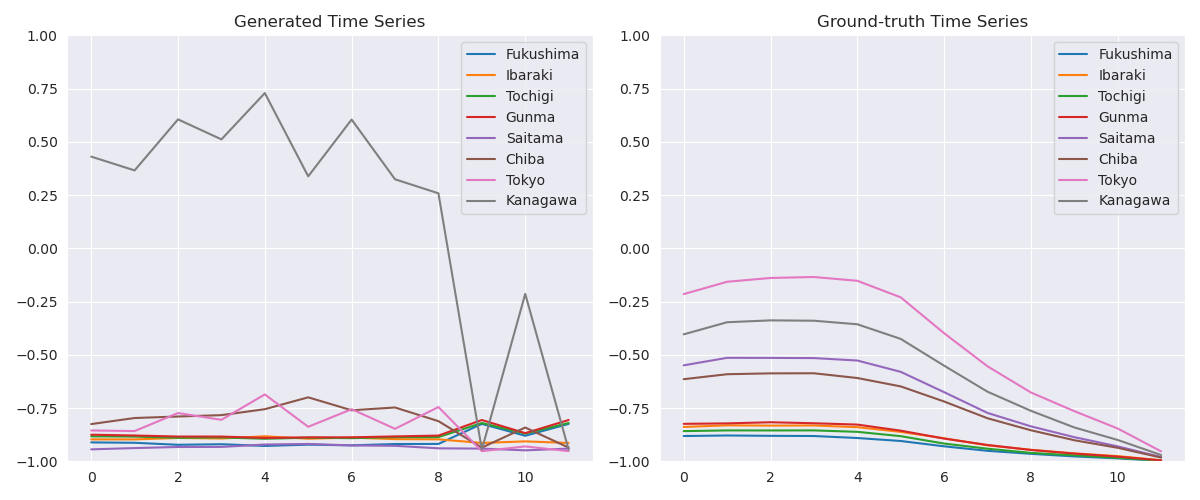 Generated Time Series
1.00
0.75
0.50
0.25
0.00
−0.25
−0.50
−0.75
−1.00
0
2
4
6
8
10
Fukushima
Ibaraki
Tochigi
Gunma
Saitama
Chiba
Tokyo
Kanagawa
Ground-truth Time Series
1.00
0.75
0.50
0.25
0.00
−0.25
−0.50
−0.75
−1.00
0
2
4
6
8
10
Fukushima
Ibaraki
Tochigi
Gunma
Saitama
Chiba
Tokyo
Kanagawa